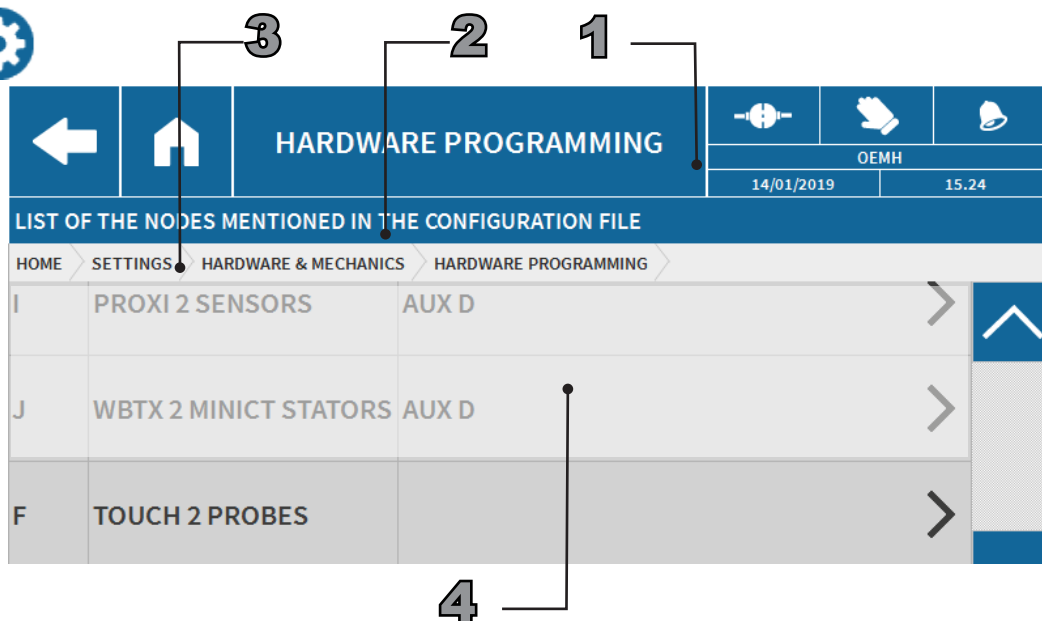 3 2 1
HARDWARE PROGRAMMING
OEMH
14/01/2019 15.24
LIST OF THE NODES MENTIONED IN THE CONFIGURATION FILE
HOME SETTINGS HARDWARE & MECHANICS HARDWARE PROGRAMMING
I PROXI 2 SENSORS AUX D
J WBTX 2 MINICT STATORS AUX D
F TOUCH 2 PROBES
4